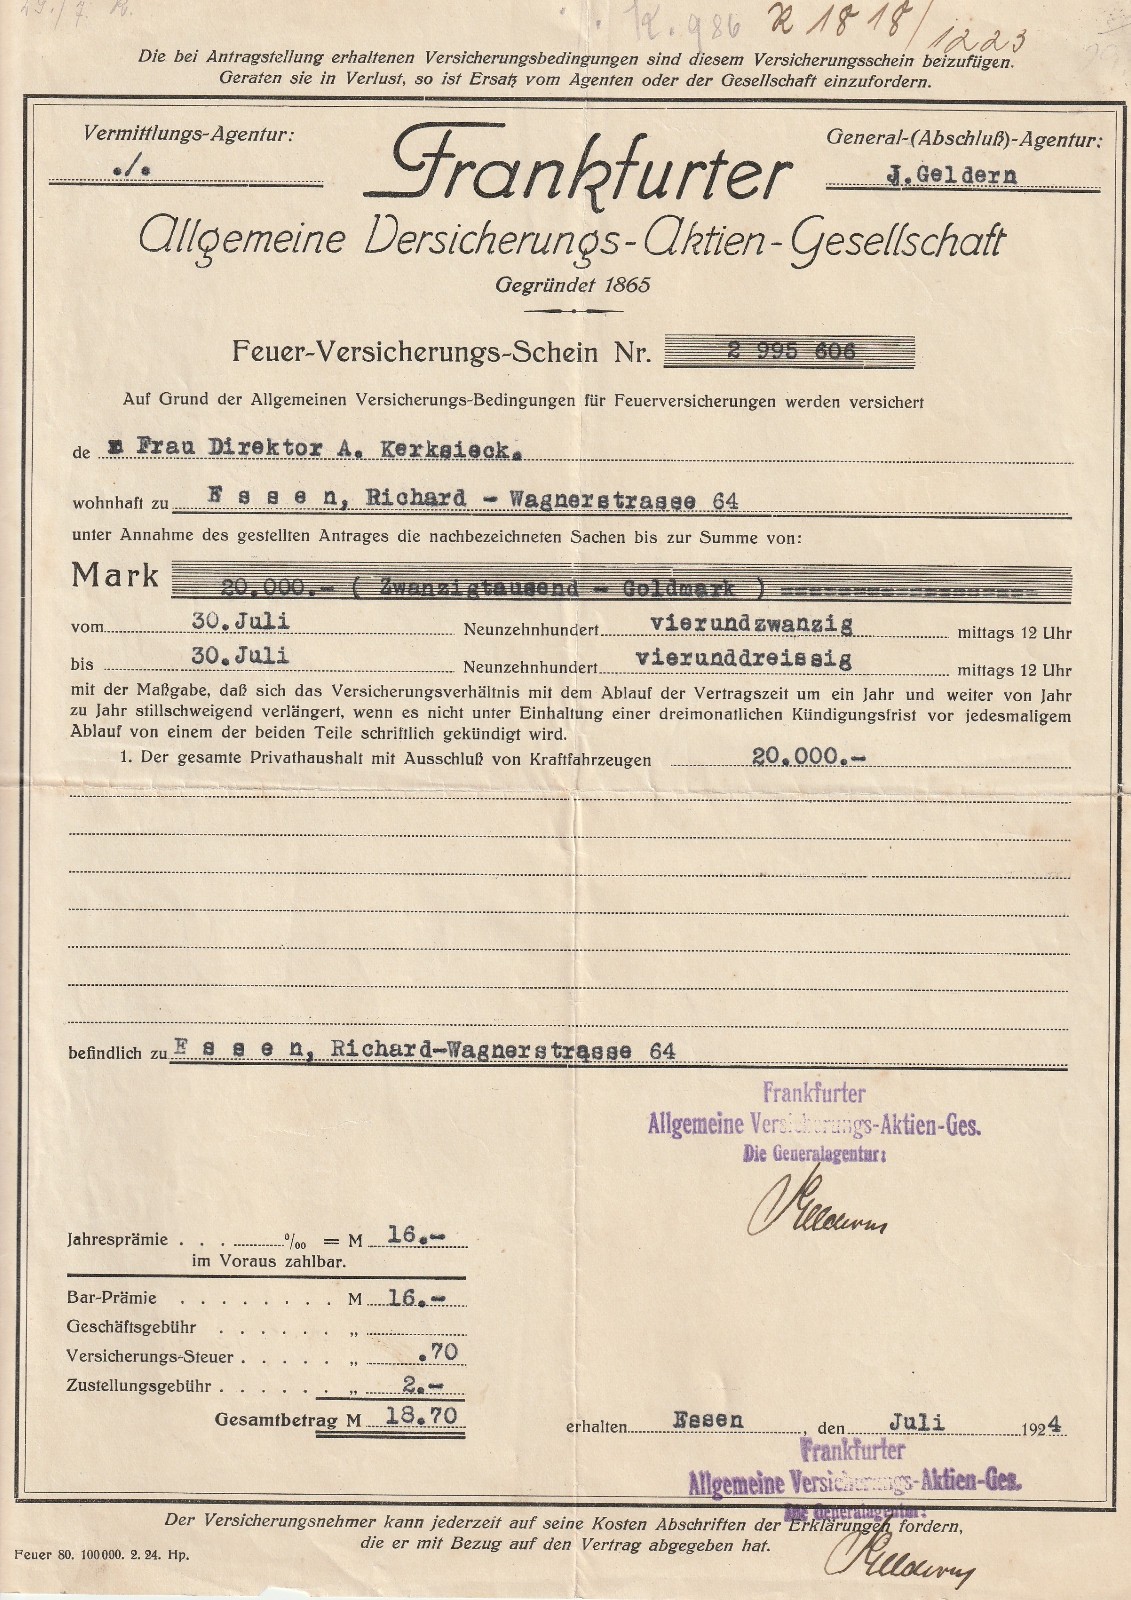 K. 986 K 1818/1223
Die bei Antragstellung erhaltenen Versicherungsbedingungen sind diesem Versicherungsschein beizufügen.
Geraten sie in Verlust, so ist Ersatz vom Agenten oder der Gesellschaft einzufordern.
Vermittlungs-Agentur:
./.
General-(Abschluß)-Agentur:
J.Geldern
Frankfurter
Allgemeine Versicherungs-Aktien-Gesellschaft
Gegründet 1865
Feuer-Versicherungs-Schein Nr. 2 995 606
Auf Grund der Allgemeinen Versicherungs-Bedingungen für Feuerversicherungen werden versichert
de n Frau Direktor A. Kerksieck.
wohnhaft zu E s s e n, Richard - Wagnerstrasse 64
unter Annahme des gestellten Antrages die nachbezeichneten Sachen bis zur Summe von:
Mark 20.000.- ( Zwanzigtausend - Goldmark ) --------------------
vom 30.Juli Neunzehnhundert vierundzwanzig mittags 12 Uhr
bis 30.Juli Neunzehnhundert vierunddreissig mittags 12 Uhr
mit der Maßgabe, daß sich das Versicherungsverhältnis mit dem Ablauf der Vertragszeit um ein Jahr und weiter von Jahr
zu Jahr stillschweigend verlängert, wenn es nicht unter Einhaltung einer dreimonatlichen Kündigungsfrist vor jedesmaligem
Ablauf von einem der beiden Teile schriftlich gekündigt wird.
1. Der gesamte Privathaushalt mit Ausschluß von Kraftfahrzeugen 20.000.-
befindlich zu E s s e n, Richard-Wagnerstrasse 64
Frankfurter
Allgemeine Versicherungs-Aktien-Ges.
Die Generalagentur:
JGelderns
Jahresprämie . . . ‰ = M 16.-
im Voraus zahlbar.
Bar-Prämie . . . . . . . . M 16.-
Geschäftsgebühr . . . . . . „
Versicherungs-Steuer . . . . . „ .70
Zustellungsgebühr . . . . . . „ 2.-
Gesamtbetrag M 18.70
erhalten Essen , den Juli 1924
Frankfurter
Allgemeine Versicherungs-Aktien-Ges.
Die Generalagentur:
JGelderns
Der Versicherungsnehmer kann jederzeit auf seine Kosten Abschriften der Erklärungen fordern,
die er mit Bezug auf den Vertrag abgegeben hat.
Feuer 80. 100000. 2. 24. Hp.